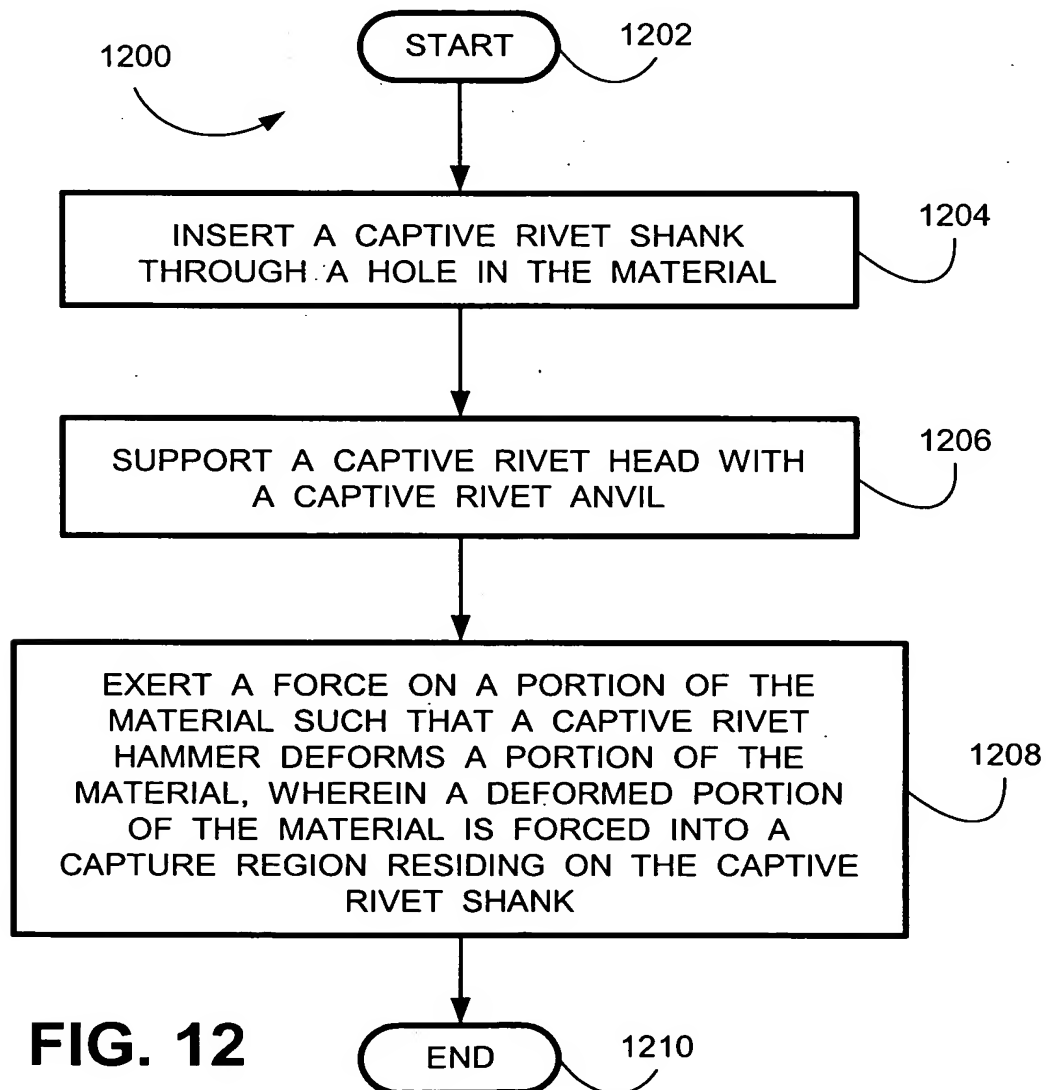 START
1202
1200
INSERT A CAPTIVE RIVET SHANK
THROUGH A HOLE IN THE MATERIAL
1204
SUPPORT A CAPTIVE RIVET HEAD WITH
A CAPTIVE RIVET ANVIL
1206
EXERT A FORCE ON A PORTION OF THE
MATERIAL SUCH THAT A CAPTIVE RIVET
HAMMER DEFORMS A PORTION OF THE
MATERIAL, WHEREIN A DEFORMED PORTION
OF THE MATERIAL IS FORCED INTO A
CAPTURE REGION RESIDING ON THE CAPTIVE
RIVET SHANK
1208
FIG. 12
END
1210